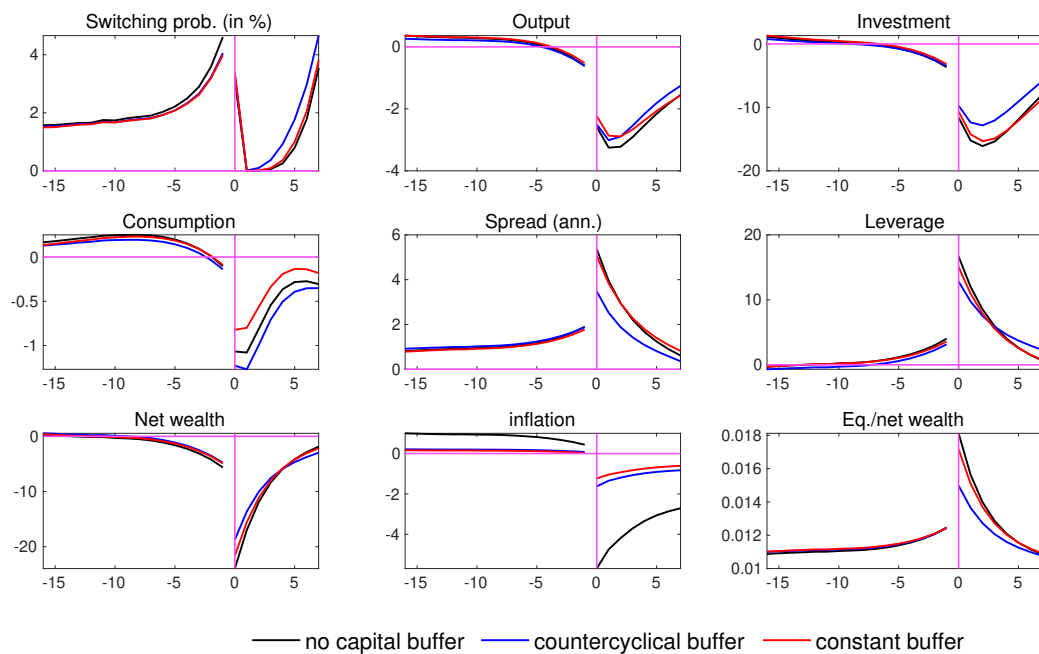 Switching prob. (in %)
Output
Investment
4
2
0
-15 -10 -5 0 5
0
-2
-4
-15 -10 -5 0 5
0
-10
-20
-15 -10 -5 0 5
Consumption
Spread (ann.)
Leverage
0
-0.5
-1
-15 -10 -5 0 5
6
4
2
0
-15 -10 -5 0 5
20
10
0
-15 -10 -5 0 5
Net wealth
inflation
Eq./net wealth
0
-10
-20
-15 -10 -5 0 5
0
-2
-4
-15 -10 -5 0 5
0.018
0.016
0.014
0.012
0.01
-15 -10 -5 0 5
no capital buffer countercyclical buffer constant buffer